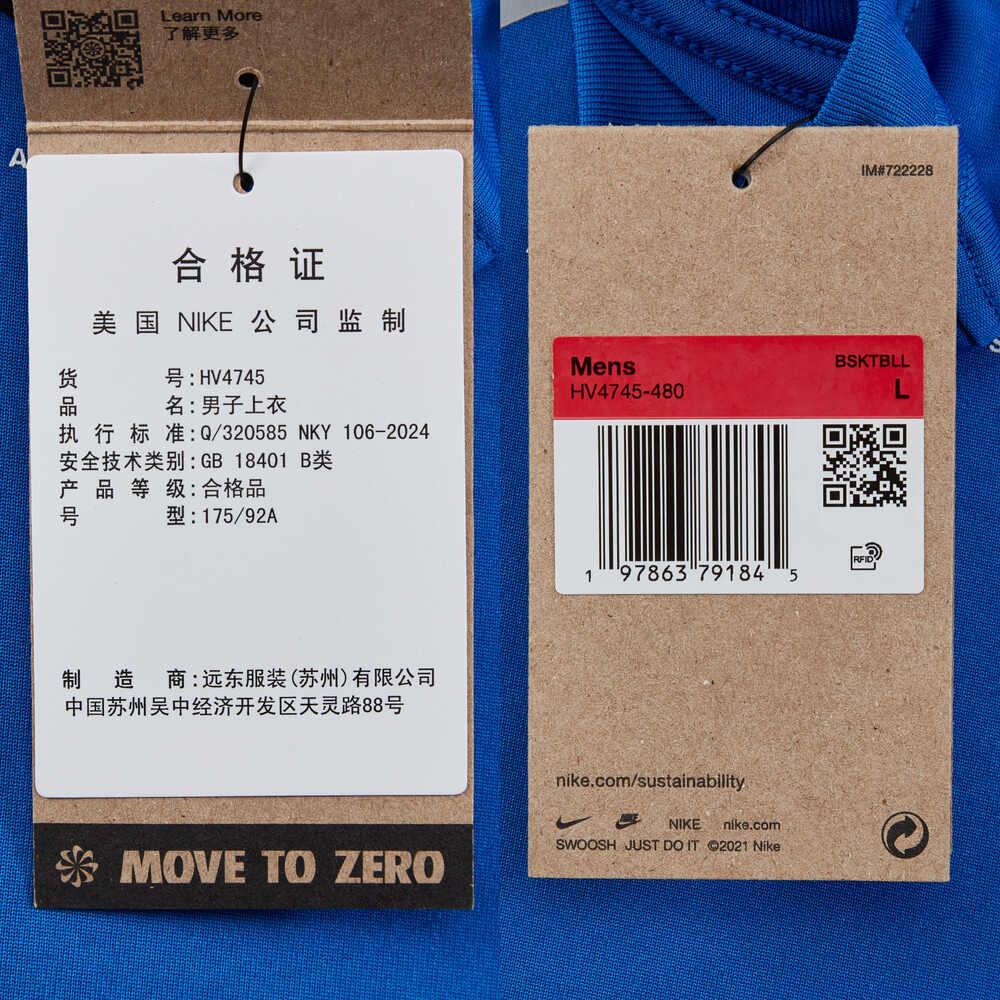 Learn More
了解更多
合格证
美国 NIKE 公司监制
货号:HV4745
品名:男子上衣
执行标准:Q/320585 NKY 106-2024
安全技术类别:GB 18401 B类
产品等级:合格品
号型:175/92A
制造商:远东服装(苏州)有限公司
中国苏州吴中经济开发区天灵路88号
MOVE TO ZERO
IM#722228
Mens
HV4745-480
BSKTBLL
L
1 97863 79184 5
RFID
nike.com/sustainability
NIKE nike.com
SWOOSH JUST DO IT ©2021 Nike